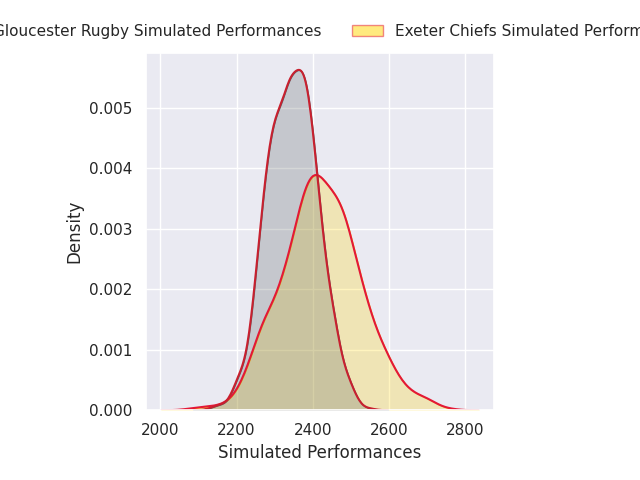 Gloucester Rugby Simulated Performances Exeter Chiefs Simulated
Density
0.005
0.004
0.003
0.002
0.001
0.000
2000 2200 2400 2600 2800
Simulated Performances